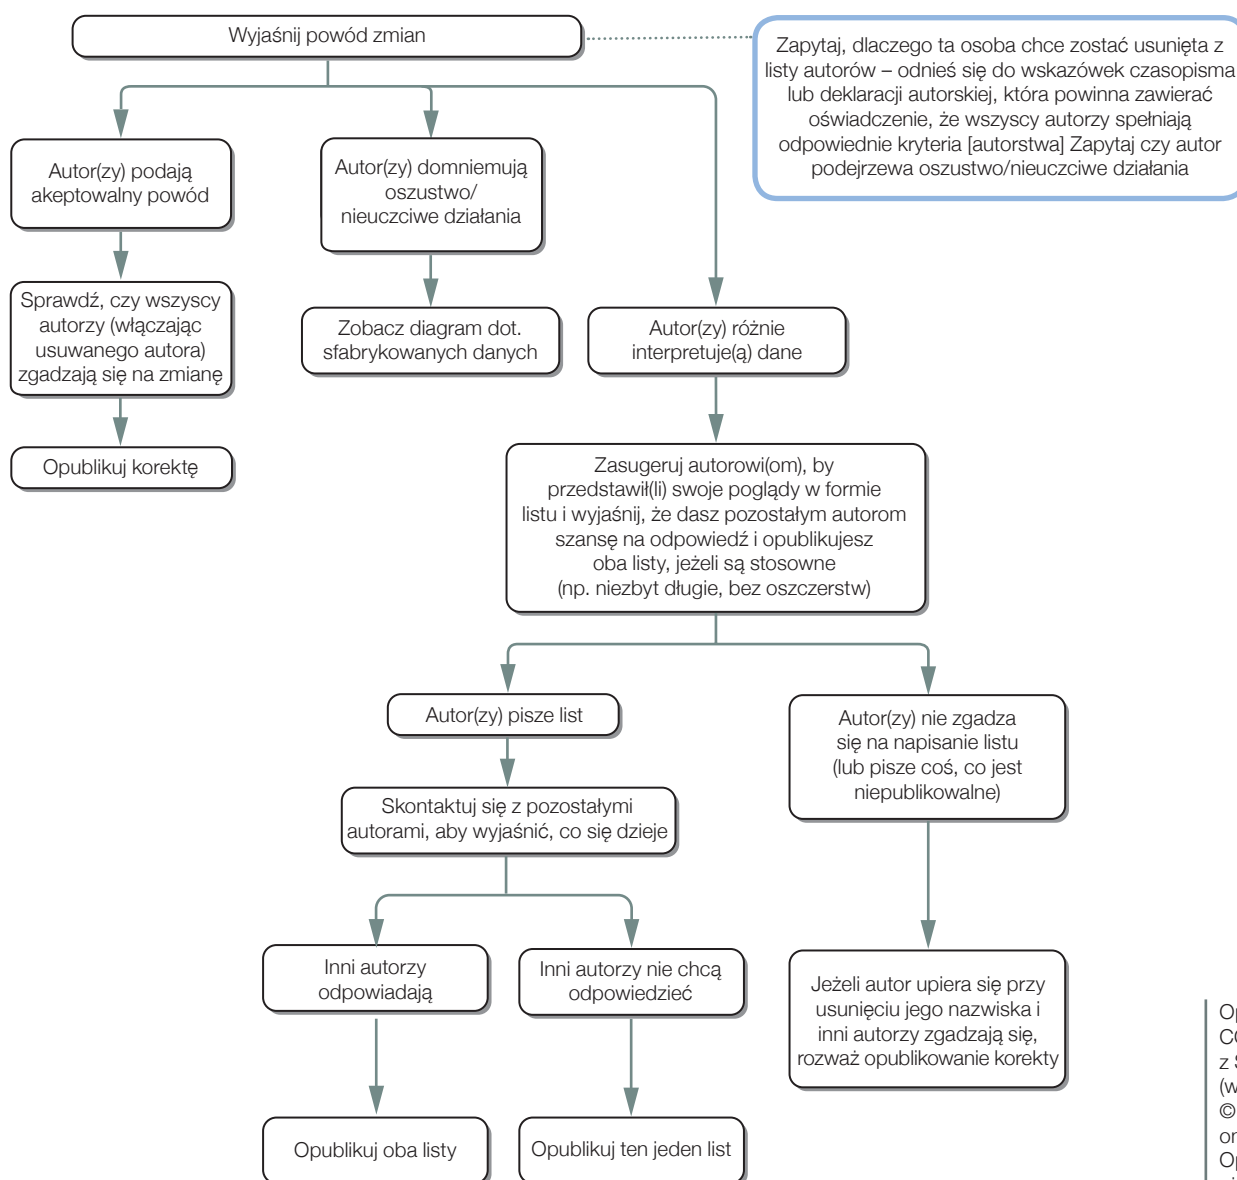 Wyjaśnij powód zmian
Zapytaj, dlaczego ta osoba chce zostać usunięta z
listy autorów – odnieś się do wskazówek czasopisma
lub deklaracji autorskiej, która powinna zawierać
oświadczenie, że wszyscy autorzy spełniają
odpowiednie kryteria [autorstwa] Zapytaj czy autor
podejrzewa oszustwo/nieuczciwe działania
Autor(zy) podają
akceptowalny powód
Autor(zy) domniemują
oszustwo/
nieuczciwe działania
Sprawdź, czy wszyscy
autorzy (włączając
usuwanego autora)
zgadzają się na zmianę
Zobacz diagram dot.
sfabrykowanych danych
Autor(zy) różnie
interpretuje(ą) dane
Opublikuj korektę
Zasugeruj autorowi(om), by
przedstawił(li) swoje poglądy w formie
listu i wyjaśnij, że dasz pozostałym autorom
szansę na odpowiedź i opublikujesz
oba listy, jeżeli są stosowne
(np. niezbyt długie, bez oszczerstw)
Autor(zy) pisze list
Autor(zy) nie zgadza
się na napisanie listu
(lub pisze coś, co jest
niepublikowalne)
Skontaktuj się z pozostałymi
autorami, aby wyjaśnić, co się dzieje
Inni autorzy
odpowiadają
Inni autorzy nie chcą
odpowiedzieć
Jeżeli autor upiera się przy
usunięciu jego nazwiska i
inni autorzy zgadzają się,
rozważ opublikowanie korekty
Opublikuj oba listy
Opublikuj ten jeden list
z
©